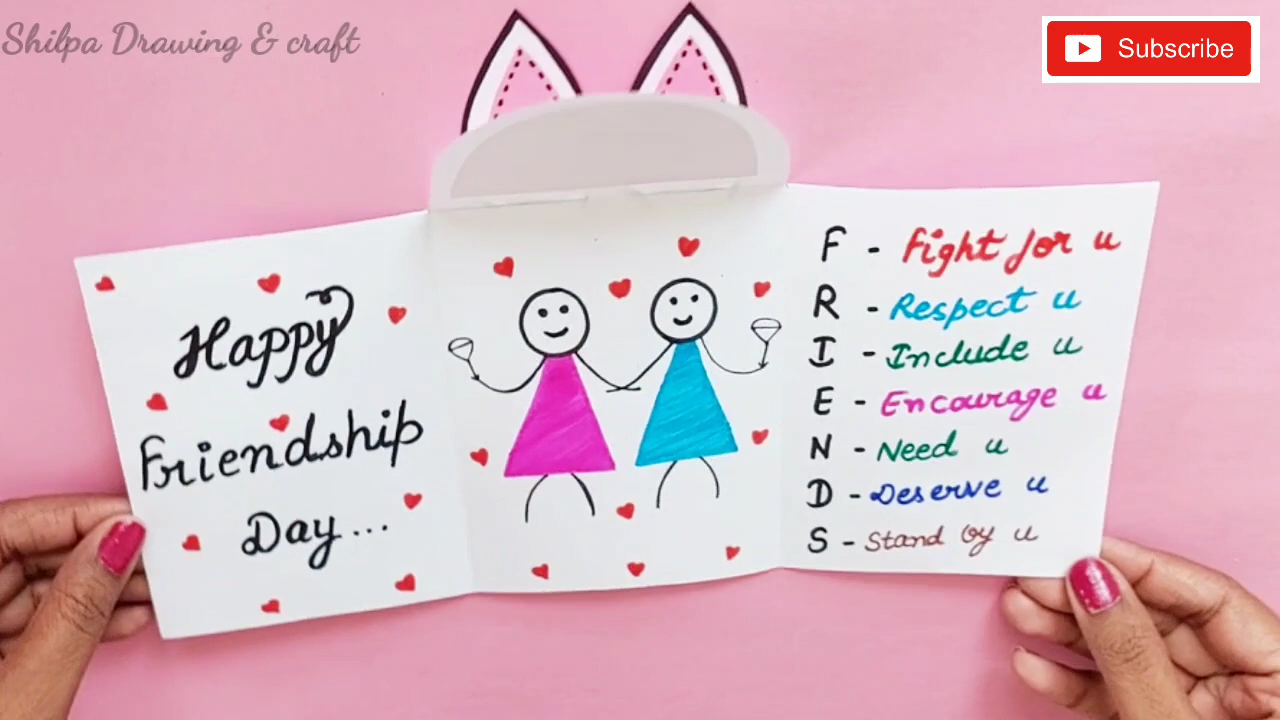 Shilpa Drawing & craft
Subscribe
Happy
Friendship
Day...
F - Fight for u
R - Respect u
I - Include u
E - Encourage u
N - Need u
D - Deserve u
S - Stand by u